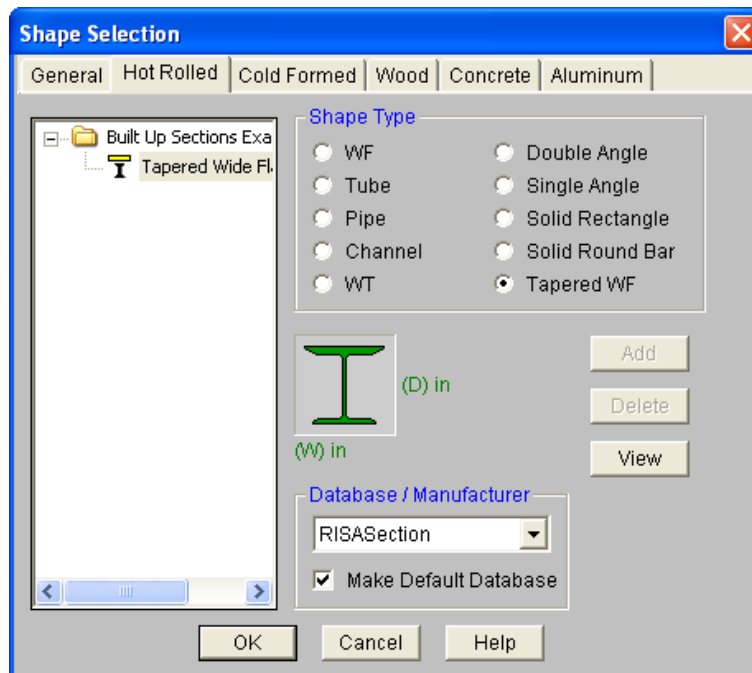 Shape Selection
General Hot Rolled Cold Formed Wood Concrete Aluminum
Built Up Sections Exa
Tapered Wide Fl
Shape Type
WF
Tube
Pipe
Channel
WT
Double Angle
Single Angle
Solid Rectangle
Solid Round Bar
Tapered WF
(D) in
(W) in
Add
Delete
View
Database / Manufacturer
RISASection
Make Default Database
OK Cancel Help